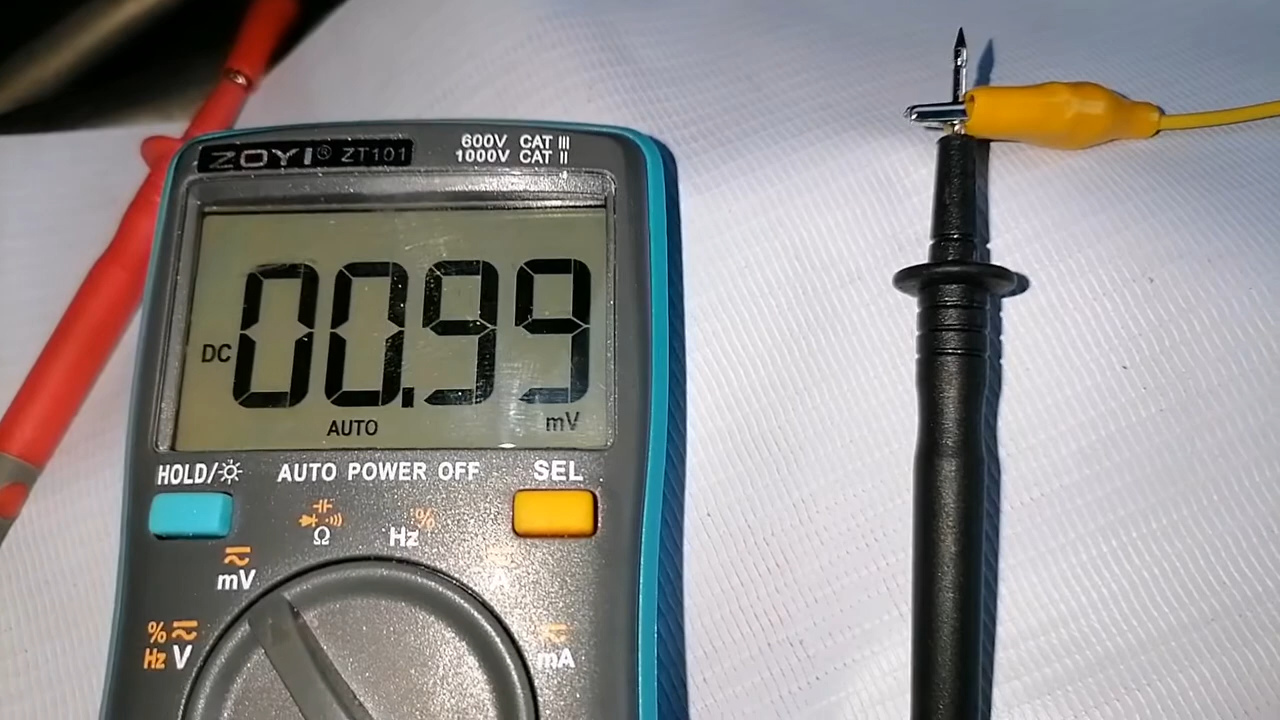 ZOYI® ZT101
600V CAT III
1000V CAT II
DC 00.99
AUTO mV
HOLD/ AUTO POWER OFF SEL
Ω
Hz %
mV
A
% Hz V
mA